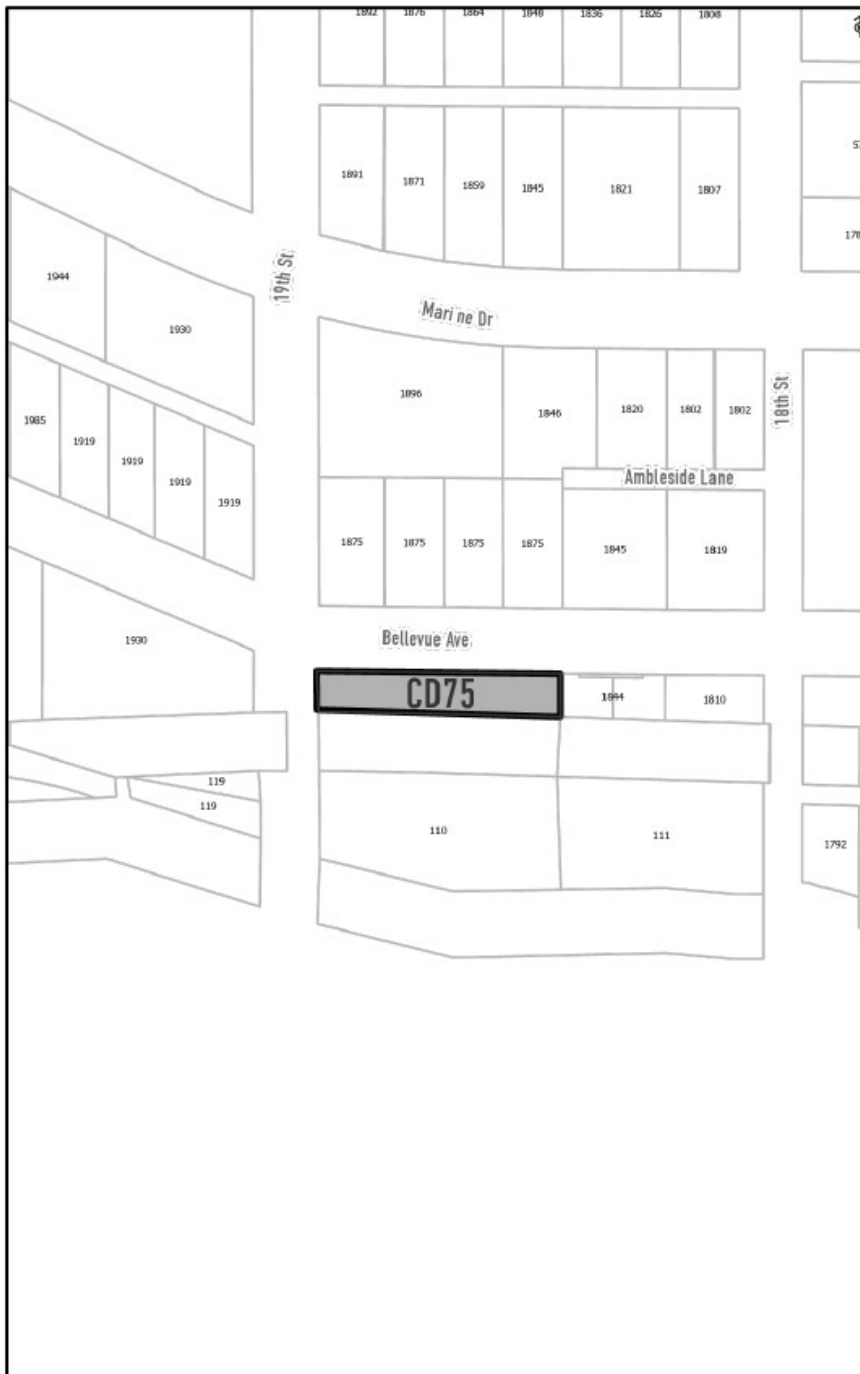 1892 1876 1864 1848 1836 1826 1808
1891 1871 1859 1845 1821 1807
19th St
1944
1930
Marine Dr
1896 1846 1820 1802 1802
18th St
1985 1919 1919 1919 1919
Ambleside Lane
1875 1875 1875 1875 1845 1819
Bellevue Ave
1930
CD75
1844 1810
119
119
110 111
1792